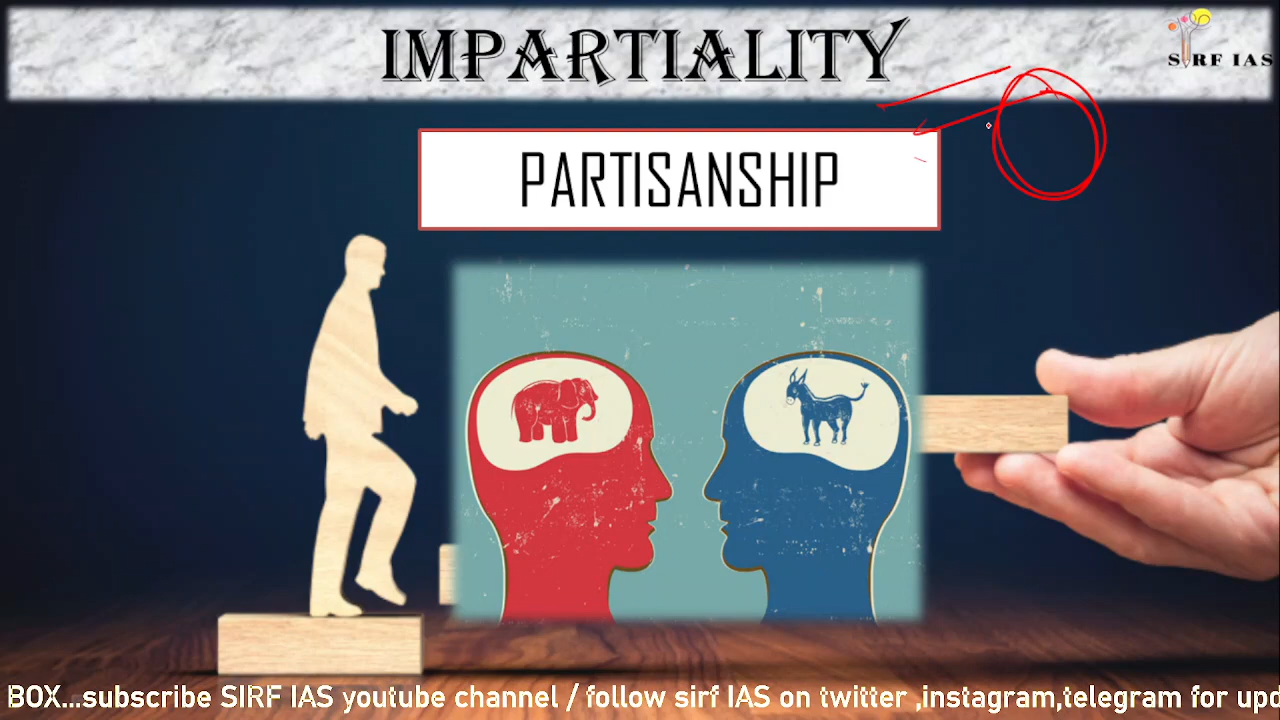 IMPARTIALITY
SIRF IAS
PARTISANSHIP
BOX...subscribe SIRF IAS youtube channel / follow sirf IAS on twitter ,instagram,telegram for upd